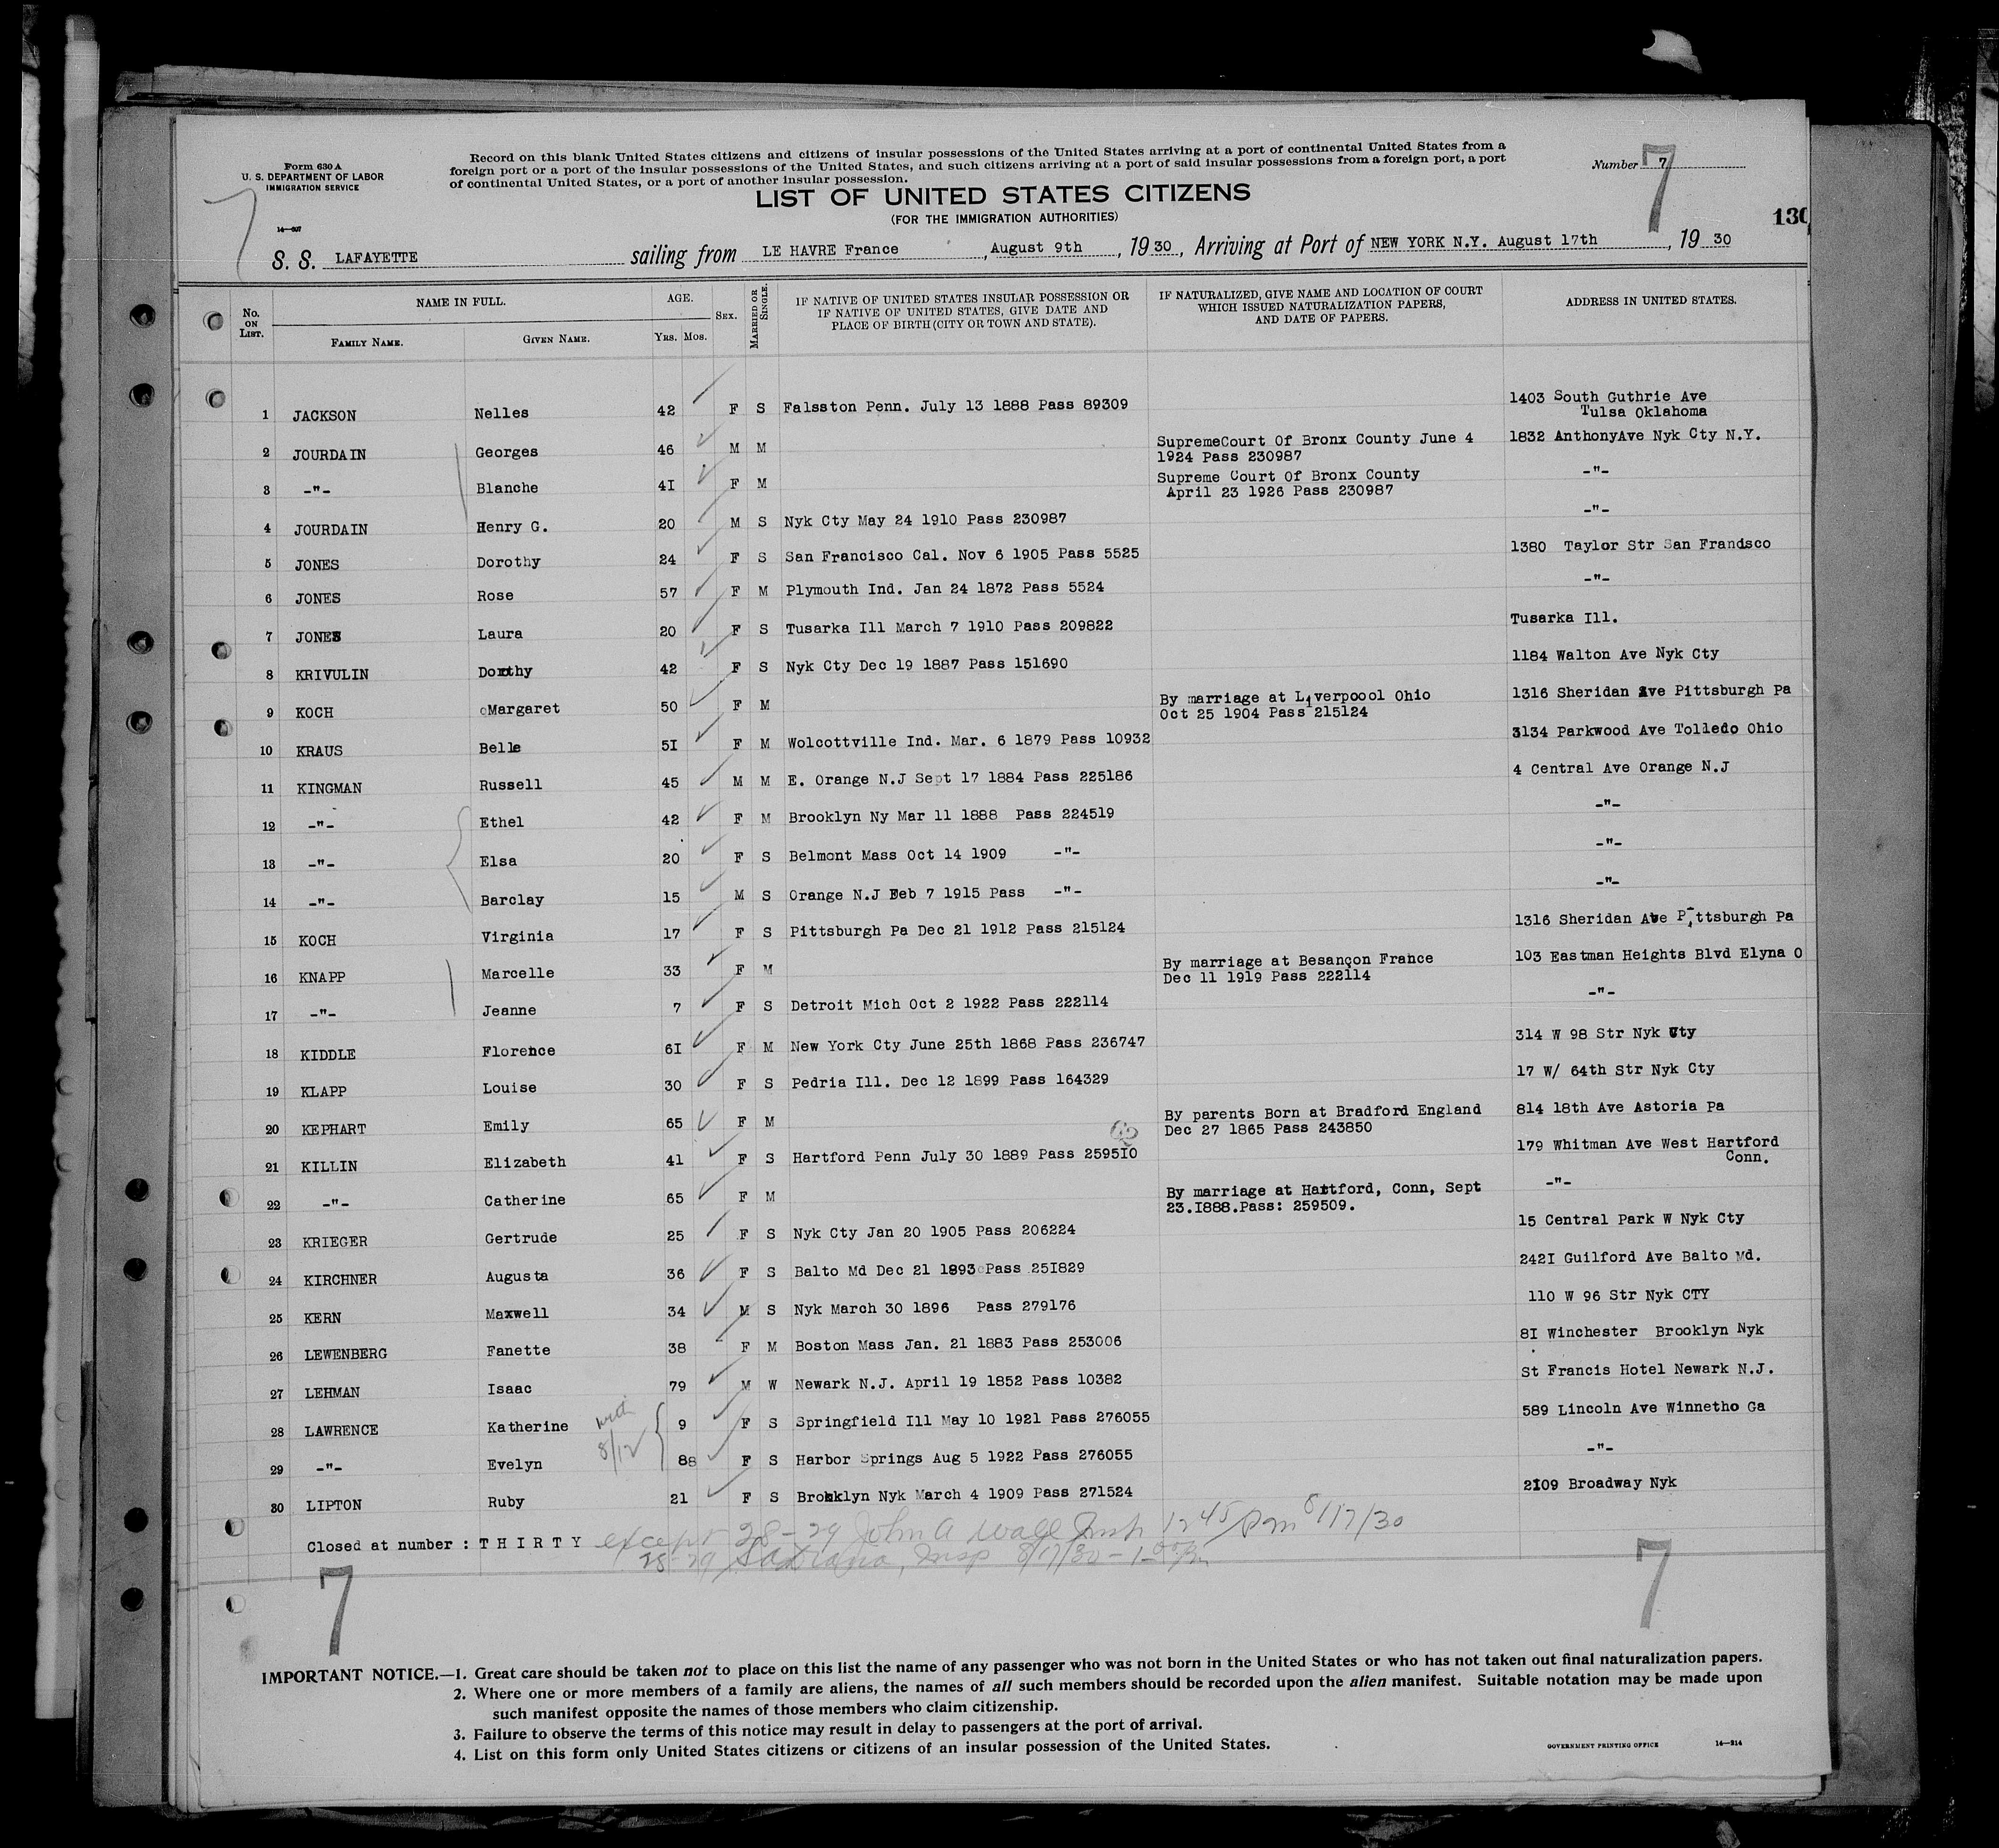 Form 630 A
U. S. DEPARTMENT OF LABOR
IMMIGRATION SERVICE
14—607
Record on this blank United States citizens and citizens of insular possessions of the United States arriving at a port of continental United States from a
foreign port or a port of the insular possessions of the United States, and such citizens arriving at a port of said insular possessions from a foreign port, a port
of continental United States, or a port of another insular possession.
Number 7
7
7
LIST OF UNITED STATES CITIZENS
(FOR THE IMMIGRATION AUTHORITIES)
130
S. S. LAFAYETTE sailing from LE HAVRE France , August 9th , 19 30 , Arriving at Port of NEW YORK N.Y. August 17th , 19 30
No. ON LIST. NAME IN FULL. FAMILY NAME. GIVEN NAME. AGE. YRS. MOS. SEX. MARRIED OR SINGLE. IF NATIVE OF UNITED STATES INSULAR POSSESSION OR IF NATIVE OF UNITED STATES, GIVE DATE AND PLACE OF BIRTH (CITY OR TOWN AND STATE). IF NATURALIZED, GIVE NAME AND LOCATION OF COURT WHICH ISSUED NATURALIZATION PAPERS, AND DATE OF PAPERS. ADDRESS IN UNITED STATES.
1 JACKSON Nelles 42 F S Falsston Penn. July 13 1888 Pass 89309 1403 South Guthrie Ave
Tulsa Oklahoma
2 JOURDAIN Georges 46 M M SupremeCourt Of Bronx County June 4 1832 AnthonyAve Nyk Cty N.Y.
1924 Pass 230987
3 -"- Blanche 4I F M Supreme Court Of Bronx County -"-
April 23 1926 Pass 230987
4 JOURDAIN Henry G. 20 M S Nyk Cty May 24 1910 Pass 230987 -"-
5 JONES Dorothy 24 F S San Francisco Cal. Nov 6 1905 Pass 5525 1380 Taylor Str San Frandsco
6 JONES Rose 57 F M Plymouth Ind. Jan 24 1872 Pass 5524 -"-
7 JONES Laura 20 F S Tusarka Ill March 7 1910 Pass 209822 Tusarka Ill.
8 KRIVULIN Dorthy 42 F S Nyk Cty Dec 19 1887 Pass 151690 1184 Walton Ave Nyk Cty
9 KOCH Margaret 50 F M By marriage at Liverpoool Ohio 1316 Sheridan Ave Pittsburgh Pa
Oct 25 1904 Pass 215124
10 KRAUS Belle 5I F M Wolcottville Ind. Mar. 6 1879 Pass 10932 3134 Parkwood Ave Tolledo Ohio
11 KINGMAN Russell 45 M M E. Orange N.J Sept 17 1884 Pass 225186 4 Central Ave Orange N.J
12 -"- Ethel 42 F M Brooklyn Ny Mar 11 1888 Pass 224519 -"-
13 -"- Elsa 20 F S Belmont Mass Oct 14 1909 -"- -"-
14 -"- Barclay 15 M S Orange N.J Feb 7 1915 Pass -"- -"-
15 KOCH Virginia 17 F S Pittsburgh Pa Dec 21 1912 Pass 215124 1316 Sheridan Ave Pittsburgh Pa
16 KNAPP Marcelle 33 F M By marriage at Besançon France 103 Eastman Heights Blvd Elyna O
Dec 11 1919 Pass 222114
17 -"- Jeanne 7 F S Detroit Mich Oct 2 1922 Pass 222114 -"-
18 KIDDLE Florence 6I F M New York Cty June 25th 1868 Pass 236747 314 W 98 Str Nyk Cty
19 KLAPP Louise 30 F S Pedria Ill. Dec 12 1899 Pass 164329 17 W/ 64th Str Nyk Cty
20 KEPHART Emily 65 F M By parents Born at Bradford England 814 18th Ave Astoria Pa
Dec 27 1865 Pass 243850
21 KILLIN Elizabeth 41 F S Hartford Penn July 30 1889 Pass 2595I0 179 Whitman Ave West Hartford
Conn.
22 -"- Catherine 65 F M By marriage at Hartford, Conn, Sept -"-
23.I888.Pass: 259509.
23 KRIEGER Gertrude 25 F S Nyk Cty Jan 20 1905 Pass 206224 15 Central Park W Nyk Cty
24 KIRCHNER Augusta 36 F S Balto Md Dec 21 1893 Pass 25I829 242I Guilford Ave Balto Md.
25 KERN Maxwell 34 M S Nyk March 30 1896 Pass 279176 110 W 96 Str Nyk CTY
26 LEWENBERG Fanette 38 F M Boston Mass Jan. 21 1883 Pass 253006 8I Winchester Brooklyn Nyk
27 LEHMAN Isaac 79 M W Newark N.J. April 19 1852 Pass 10382 St Francis Hotel Newark N.J.
28 LAWRENCE Katherine 9 F S Springfield Ill May 10 1921 Pass 276055 589 Lincoln Ave Winnetho Ga
8/12
29 -"- Evelyn 88 F S Harbor Springs Aug 5 1922 Pass 276055 -"-
30 LIPTON Ruby 21 F S Brooklyn Nyk March 4 1909 Pass 271524 2I09 Broadway Nyk
Closed at number : T H I R T Y except 28-29 John A Wall Insp 12 45/pm 8/17/30
28-29 Insp 8/17/30 - 1
7
7
IMPORTANT NOTICE.—1. Great care should be taken not to place on this list the name of any passenger who was not born in the United States or who has not taken out final naturalization papers.
2. Where one or more members of a family are aliens, the names of all such members should be recorded upon the alien manifest. Suitable notation may be made upon
such manifest opposite the names of those members who claim citizenship.
3. Failure to observe the terms of this notice may result in delay to passengers at the port of arrival.
4. List on this form only United States citizens or citizens of an insular possession of the United States.
GOVERNMENT PRINTING OFFICE 14—214